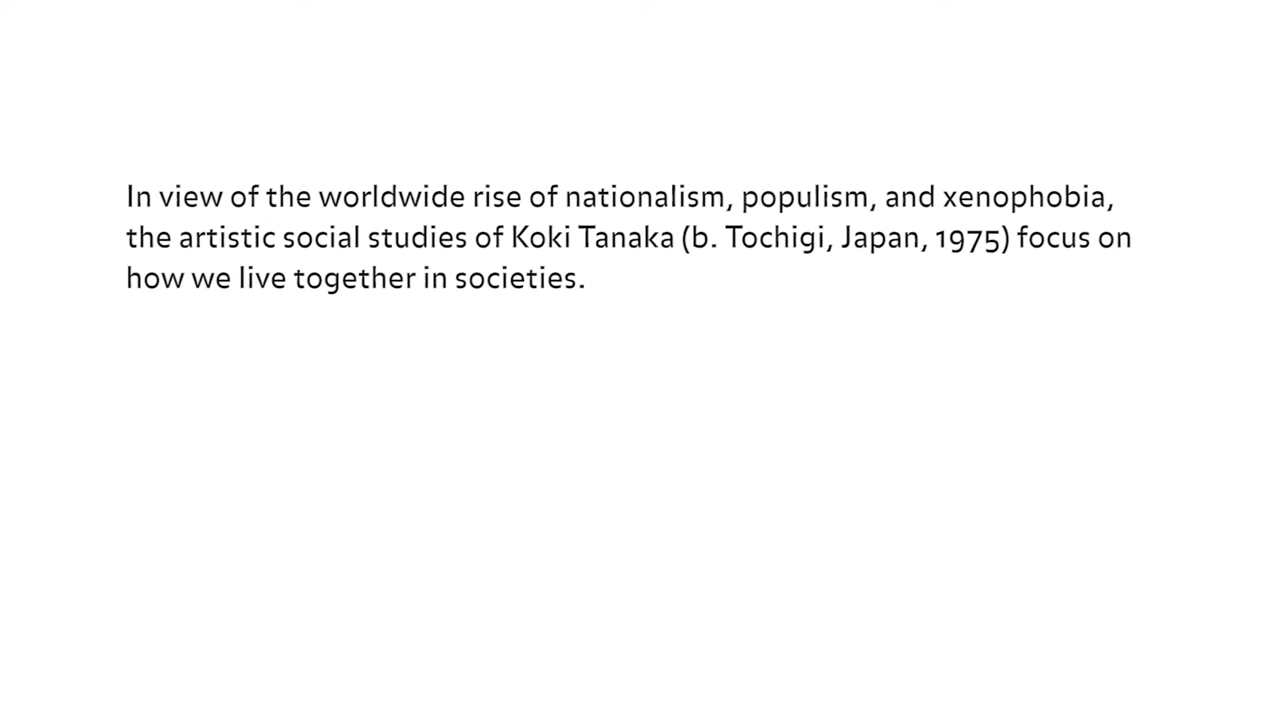 In view of the worldwide rise of nationalism, populism, and xenophobia,
the artistic social studies of Koki Tanaka (b. Tochigi, Japan, 1975) focus on
how we live together in societies.